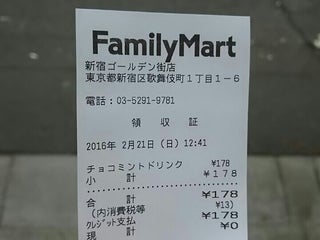 FamilyMart
新宿ゴールデン街店
東京都新宿区歌舞伎町1丁目1-6
電話:03-5291-9781
領 収 証
2016年 2月21日(日)12:41
チョコミントドリンク ¥178
小 計 ¥178
合 計 ¥178
(内消費税等 ¥13)
クレジット支払 ¥178
現 ¥0